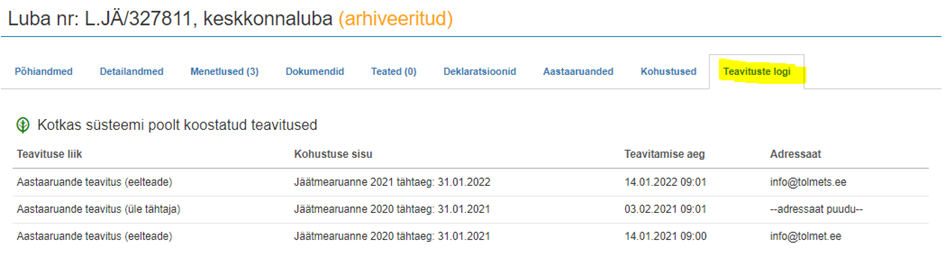 Luba nr: L.JÄ/327811, keskkonnaluba (arhiveeritud)
Põhiandmed Detailandmed Menetlused (3) Dokumendid Teated (0) Deklaratsioonid Aastaaruanded Kohustused Teavituste logi
Kotkas süsteemi poolt koostatud teavitused
Teavituse liik Kohustuse sisu Teavitamise aeg Adressaat
Aastaaruande teavitus (eelteade) Jäätmearuanne 2021 tähtaeg: 31.01.2022 14.01.2022 09:01 info@tolmets.ee
Aastaaruande teavitus (üle tähtaja) Jäätmearuanne 2020 tähtaeg: 31.01.2021 03.02.2021 09:01 --adressaat puudu--
Aastaaruande teavitus (eelteade) Jäätmearuanne 2020 tähtaeg: 31.01.2021 14.01.2021 09:00 info@tolmet.ee